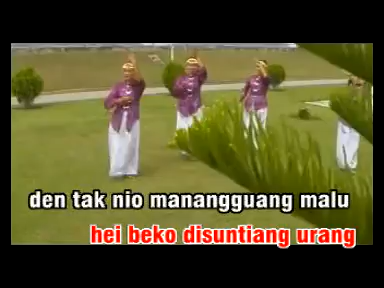 den tak nio manangguang malu
hei beko disuntiang urang